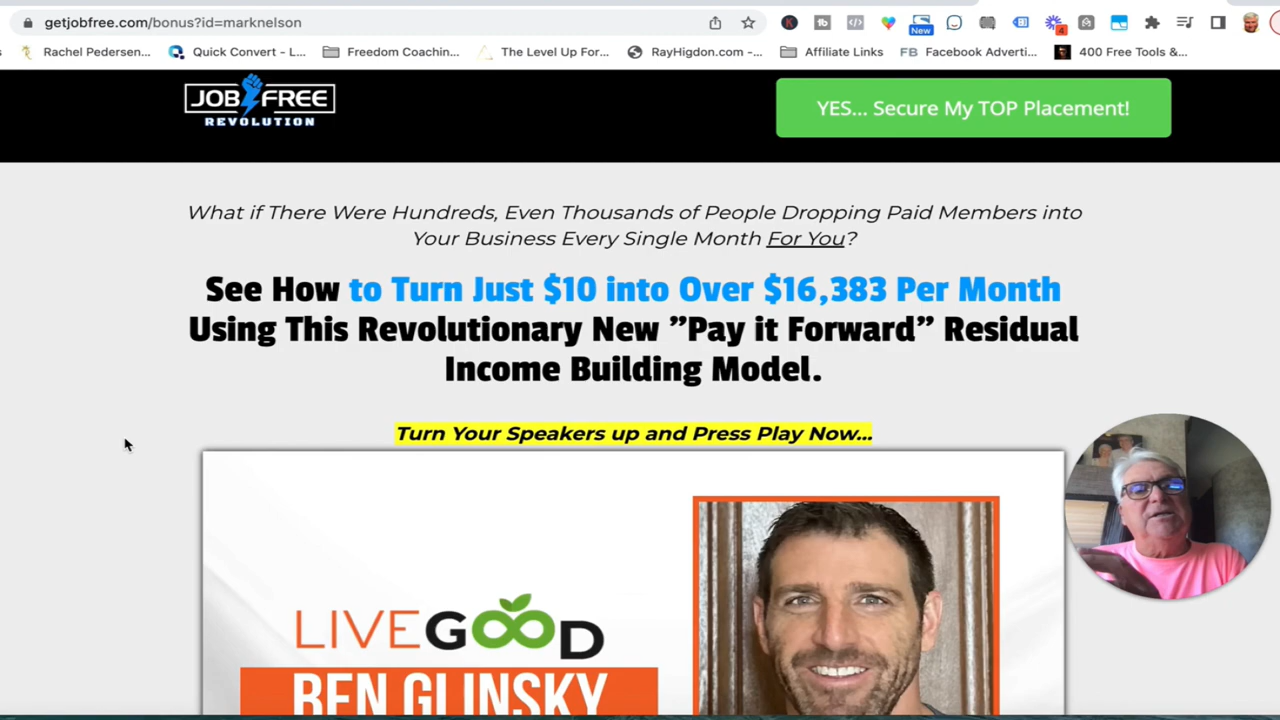 getjobfree.com/bonus?id=marknelson
New
4
Rachel Pedersen...
Quick Convert - L...
Freedom Coachin...
The Level Up For...
RayHigdon.com -...
Affiliate Links
FB Facebook Adverti...
400 Free Tools &...
JOB FREE
REVOLUTION
YES... Secure My TOP Placement!
What if There Were Hundreds, Even Thousands of People Dropping Paid Members into
Your Business Every Single Month For You?
See How to Turn Just $10 into Over $16,383 Per Month
Using This Revolutionary New "Pay it Forward" Residual
Income Building Model.
Turn Your Speakers up and Press Play Now...
LIVEGOOD
BEN GLINSKY